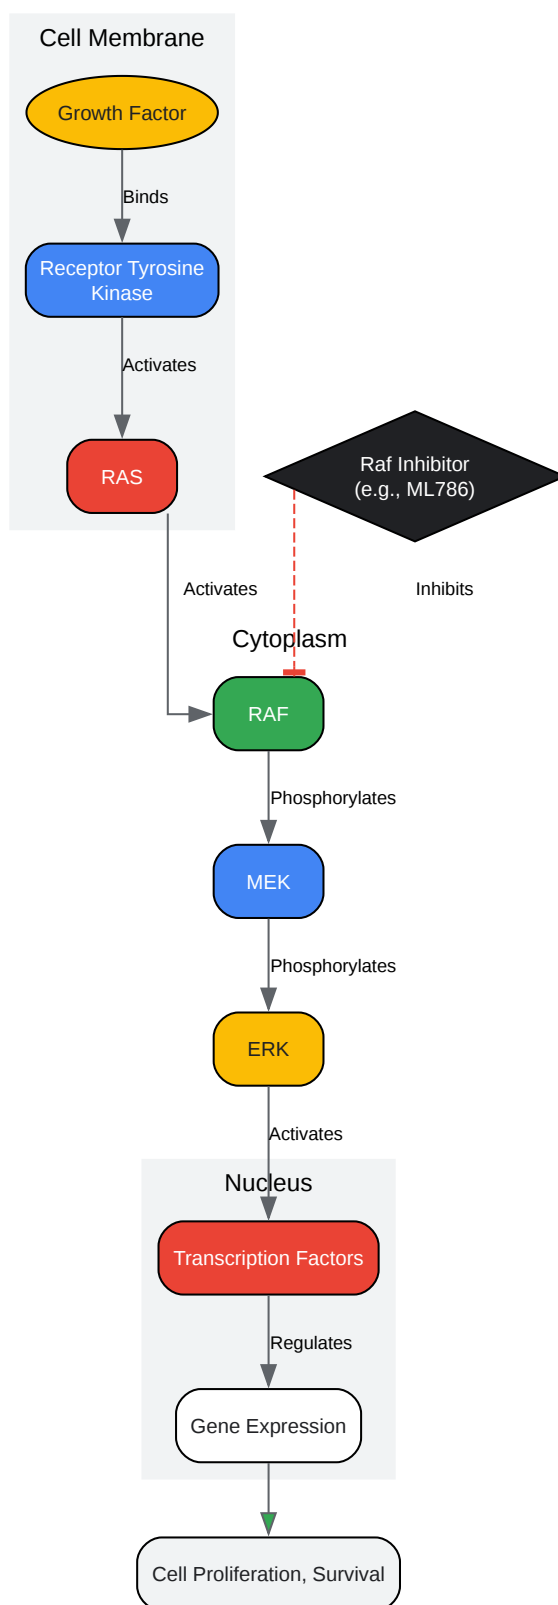 Cell Membrane
Growth Factor
Binds
Receptor Tyrosine
Kinase
Activates
RAS
Raf Inhibitor
(e.g., ML786)
Activates
Inhibits
Cytoplasm
RAF
Phosphorylates
MEK
Phosphorylates
ERK
Activates
Nucleus
Transcription Factors
Regulates
Gene Expression
Cell Proliferation, Survival